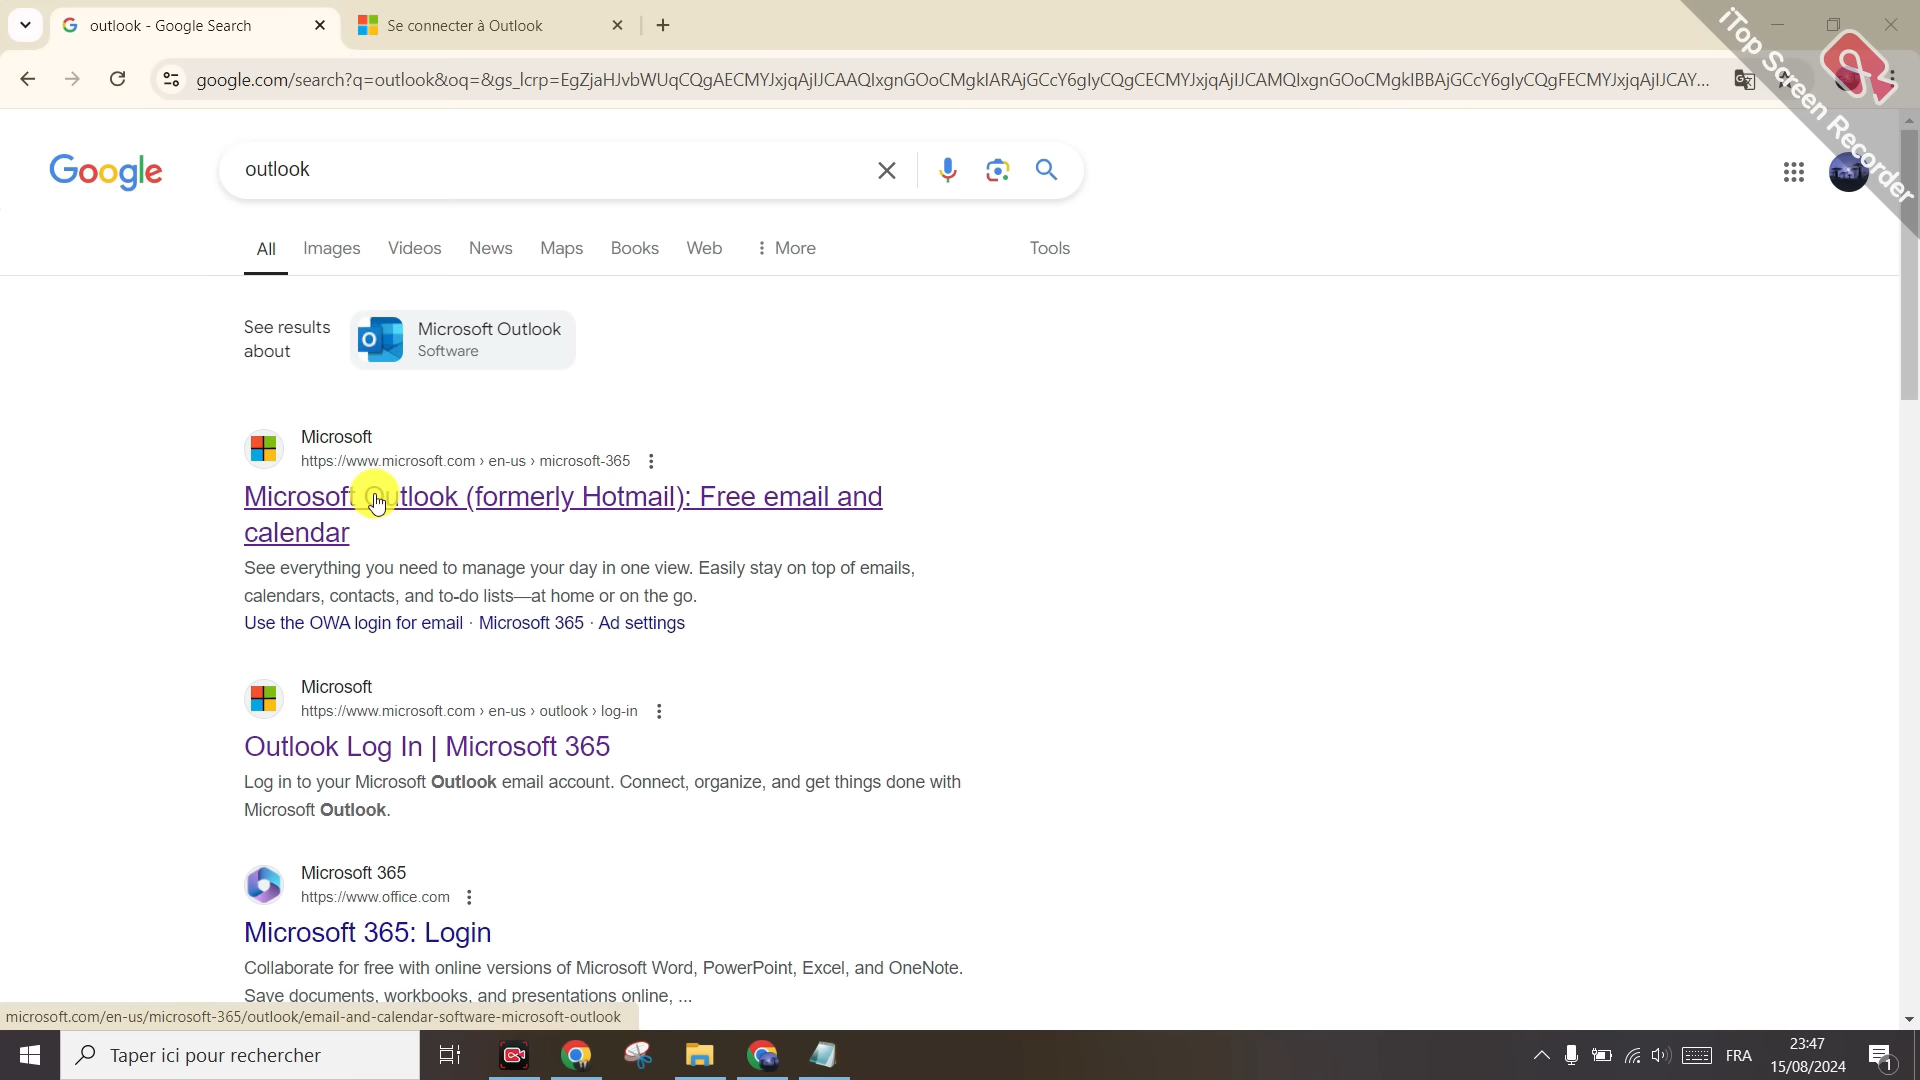 outlook - Google Search
Se connecter à Outlook
google.com/search?q=outlook&oq=&gs_lcrp=EgZjaHJvbWUqCQgAECMYJxjqAjIJCAAQIxgnGOoCMgkIARAjGCcY6gIyCQgCECMYJxjqAjIJCAMQIxgnGOoCMgkIBBAjGCcY6gIyCQgFECMYJxjqAjIJCAY...
iTop Screen Recorder
Google
outlook
All Images Videos News Maps Books Web More Tools
See results about
Microsoft Outlook
Software
Microsoft
https://www.microsoft.com › en-us › microsoft-365
Microsoft Outlook (formerly Hotmail): Free email and
calendar
See everything you need to manage your day in one view. Easily stay on top of emails,
calendars, contacts, and to-do lists—at home or on the go.
Use the OWA login for email · Microsoft 365 · Ad settings
Microsoft
https://www.microsoft.com › en-us › outlook › log-in
Outlook Log In | Microsoft 365
Log in to your Microsoft Outlook email account. Connect, organize, and get things done with
Microsoft Outlook.
Microsoft 365
https://www.office.com
Microsoft 365: Login
Collaborate for free with online versions of Microsoft Word, PowerPoint, Excel, and OneNote.
Save documents, workbooks, and presentations online, ...
microsoft.com/en-us/microsoft-365/outlook/email-and-calendar-software-microsoft-outlook
Taper ici pour rechercher
FRA
23:47
15/08/2024
1